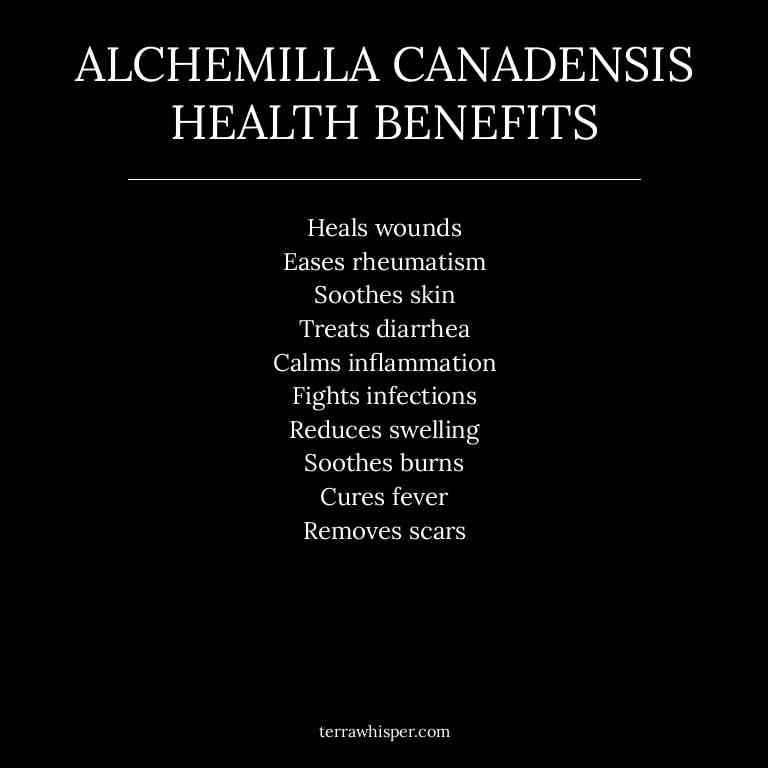 ALCHEMILLA CANADENSIS
HEALTH BENEFITS
Heals wounds
Eases rheumatism
Soothes skin
Treats diarrhea
Calms inflammation
Fights infections
Reduces swelling
Soothes burns
Cures fever
Removes scars
terrawhisper.com